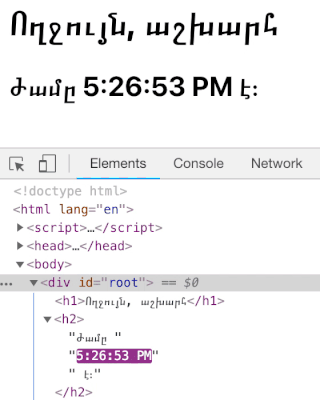 Ողջույն, աշխարհ
Ժամը 5:26:53 PM է:
Elements Console Network
<!doctype html>
<html lang="en">
<script>…</script>
<head>…</head>
<body>
… <div id="root"> == $0
<h1>Ողջույն, աշխարհ</h1>
<h2>
"Ժամը "
"5:26:53 PM"
" է:"
</h2>